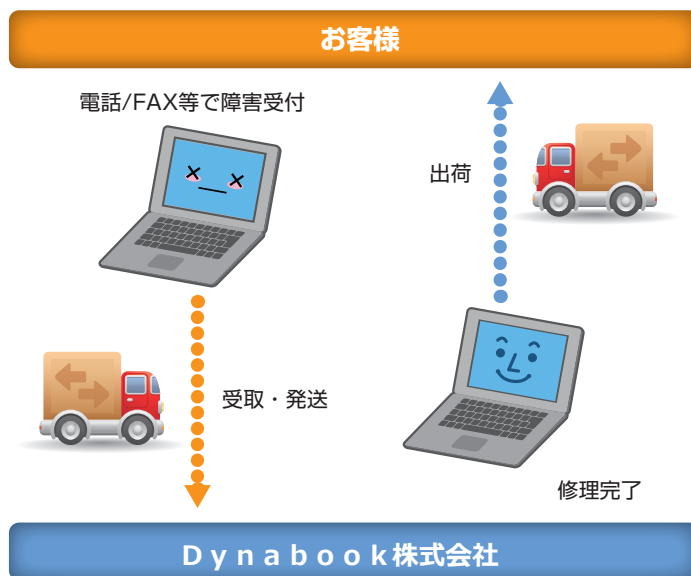 お客様
電話/FAX等で障害受付
出荷
受取・発送
修理完了
Ｄｙｎａｂｏｏｋ株式会社